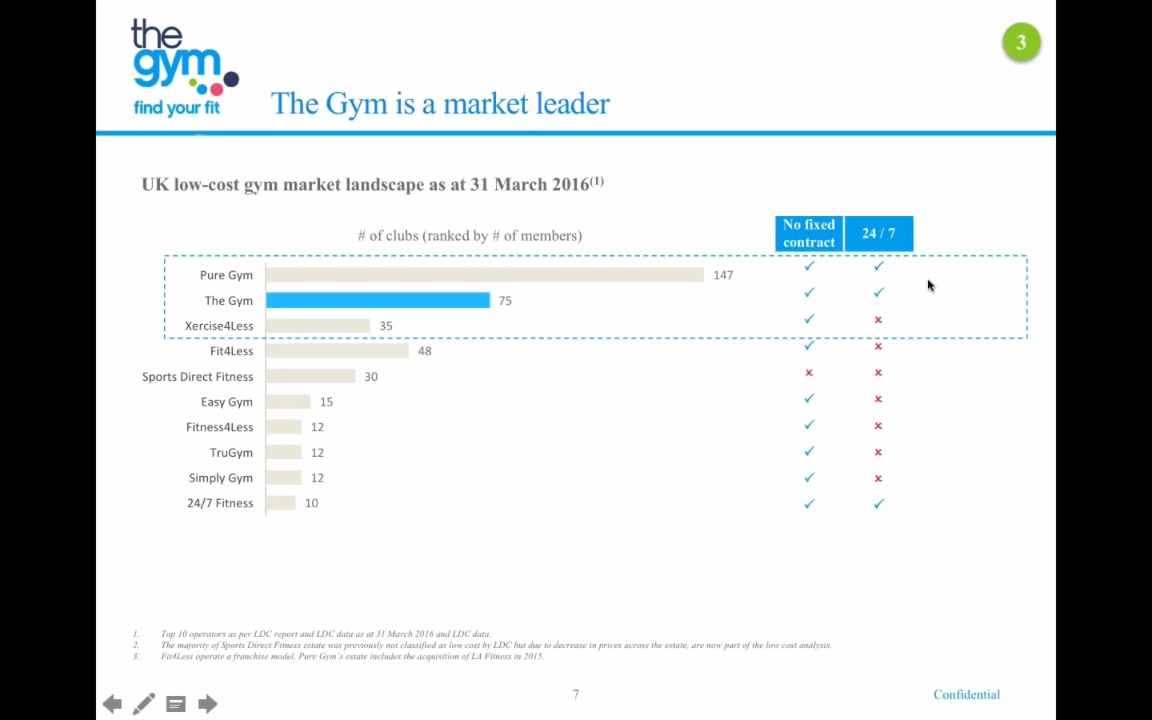 the
gym
find your fit
3
The Gym is a market leader
UK low-cost gym market landscape as at 31 March 2016(1)
# of clubs (ranked by # of members)
No fixed
contract
24 / 7
Pure Gym 147 ✓ ✓
The Gym 75 ✓ ✓
Xercise4Less 35 ✓ ×
Fit4Less 48 ✓ ×
Sports Direct Fitness 30 × ×
Easy Gym 15 ✓ ×
Fitness4Less 12 ✓ ×
TruGym 12 ✓ ×
Simply Gym 12 ✓ ×
24/7 Fitness 10 ✓ ✓
1. Top 10 operators as per LDC report and LDC data as at 31 March 2016 and LDC data.
2. The majority of Sports Direct Fitness estate was previously not classified as low cost by LDC but due to decrease in prices across the estate, are now part of the low cost analysis.
3. Fit4Less operate a franchise model, Pure Gym's estate includes the acquisition of LA Fitness in 2015.
7
Confidential